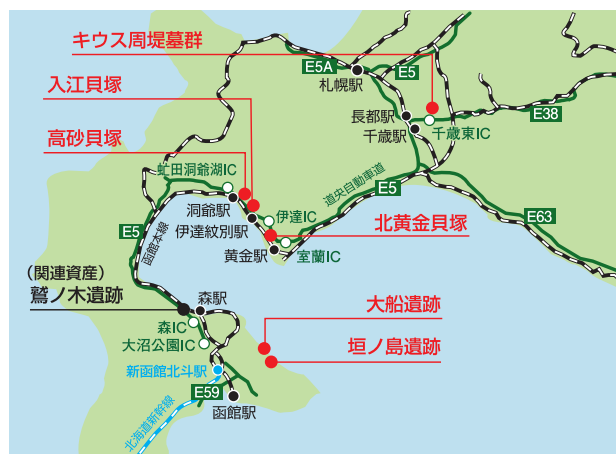 キウス周堤墓群
E5A
E5
札幌駅
入江貝塚
長都駅
E38
千歳東IC
千歳駅
高砂貝塚
虻田洞爺湖IC
道央自動車道
E5
洞爺駅
伊達IC
北黄金貝塚
E63
伊達紋別駅
E5
函館本線
室蘭IC
黄金駅
(関連資産)
鷲ノ木遺跡
森駅
大船遺跡
森IC
大沼公園IC
垣ノ島遺跡
新函館北斗駅
E59
函館駅
北海道新幹線